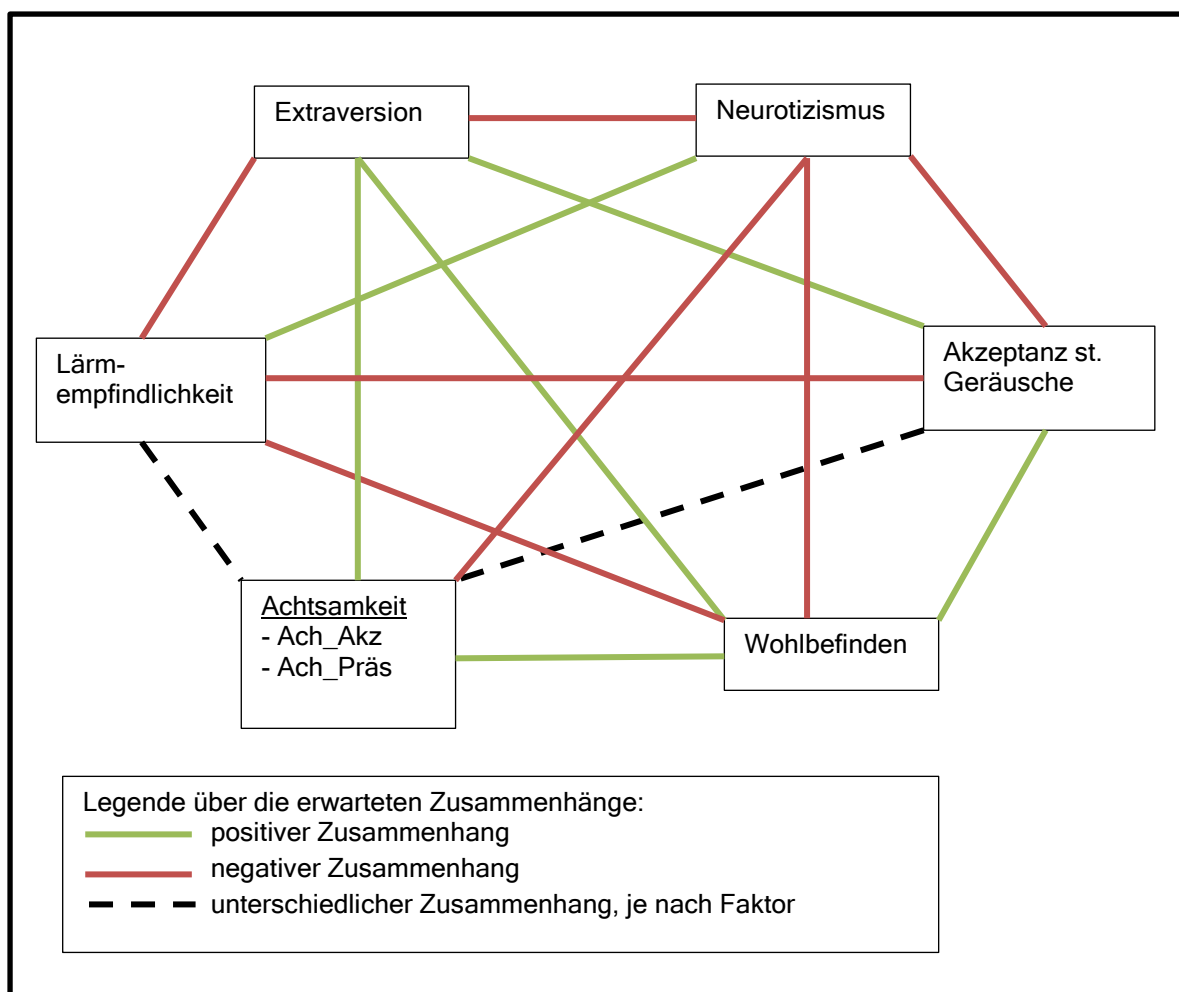 Extraversion
Neurotizismus
Lärm-
empfindlichkeit
Akzeptanz st.
Geräusche
Achtsamkeit
- Ach_Akz
- Ach_Präs
Wohlbefinden
Legende über die erwarteten Zusammenhänge:
positiver Zusammenhang
negativer Zusammenhang
unterschiedlicher Zusammenhang, je nach Faktor